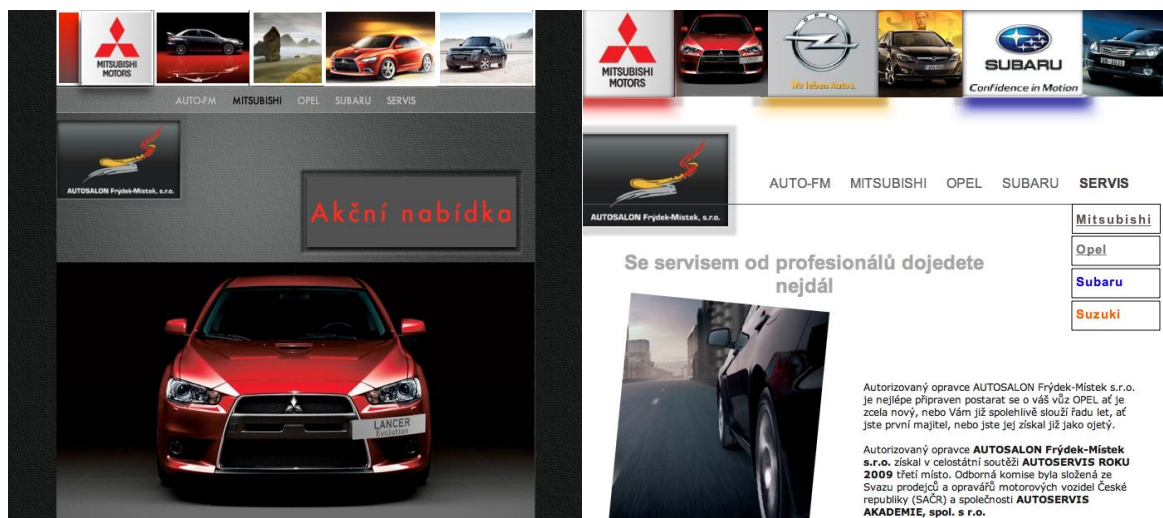 MITSUBISHI
MOTORS
AUTO-FM MITSUBISHI OPEL SUBARU SERVIS
AUTOSALON Frýdek-Místek, s.r.o.
Akční nabídka
LANCER
Evolution
MITSUBISHI
MOTORS
OPEL
Wir leben Autos.
SUBARU
Confidence in Motion
AUTOSALON Frýdek-Místek, s.r.o.
AUTO-FM MITSUBISHI OPEL SUBARU SERVIS
Mitsubishi
Opel
Subaru
Suzuki
Se servisem od profesionálů dojedete
nejdál
Autorizovaný opravce AUTOSALON Frýdek-Místek s.r.o.
je nejlépe připraven postarat se o váš vůz OPEL ať je
zcela nový, nebo Vám již spolehlivě slouží řadu let, ať
jste první majitel, nebo jste jej získal již jako ojetý.
Autorizovaný opravce AUTOSALON Frýdek-Místek
s.r.o. získal v celostátní soutěži AUTOSERVIS ROKU
2009 třetí místo. Odborná komise byla složená ze
Svazu prodejců a opravářů motorových vozidel České
republiky (SAČR) a společnosti AUTOSERVIS
AKADEMIE, spol. s r.o.